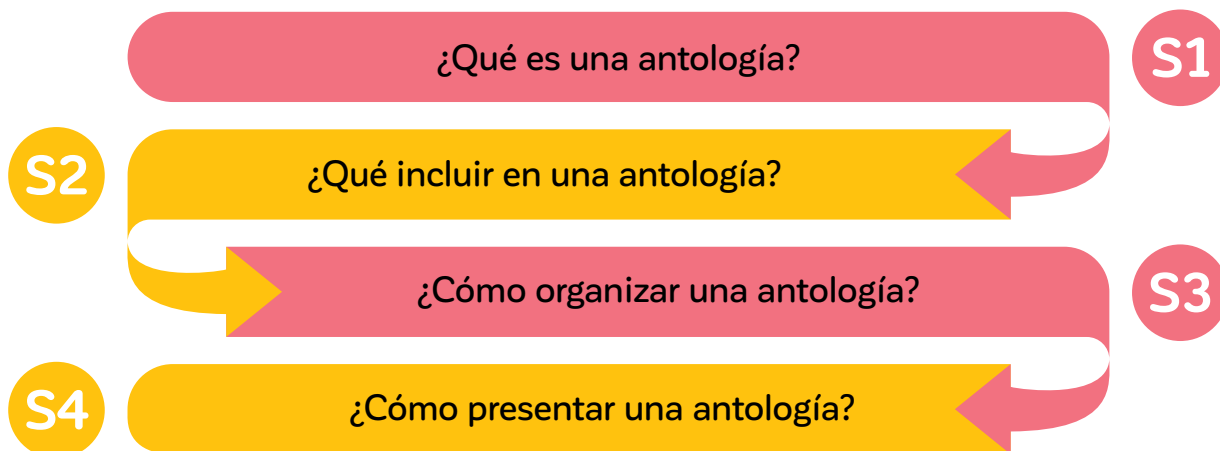 ¿Qué es una antología?
S1
S2
¿Qué incluir en una antología?
¿Cómo organizar una antología?
S3
S4
¿Cómo presentar una antología?